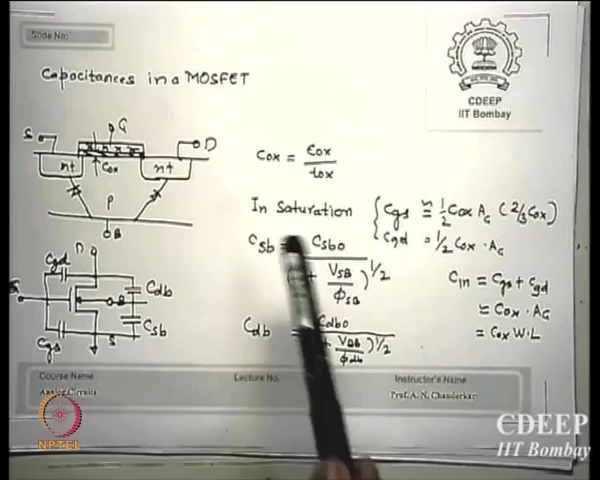 Slide No:
CDEEP
IIT Bombay
Capacitances in a MOSFET
S
G
D
n+
Cox
n+
P
B
Cox = εox / tox
In Saturation
Cgs ≈ 1/2 Cox AG (2/3 Cox)
Cgd = 1/2 Cox . AG
Csb = Csbo
VSB / φSB )^1/2
Cdb
Cdbo
VDB / φdb )^1/2
Cin = Cgs + Cgd
≈ Cox . AG
= Cox W.L
D
Cgd
Cdb
B
Csb
Cgs
S
Course Name
Analog Circuits
Lecture No.
Instructor's Name
Prof. A. N. Chandorkar
NPTEL
CDEEP
IIT Bombay